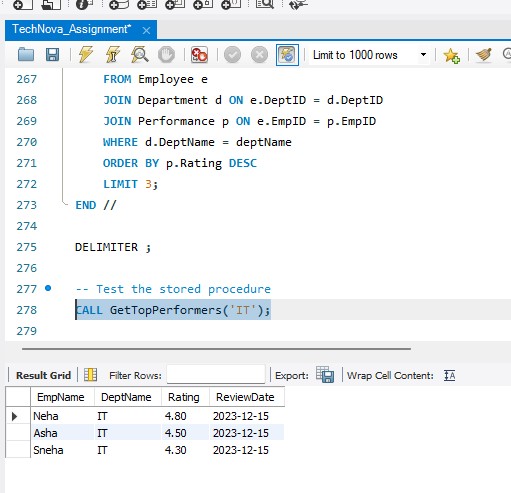 TechNova_Assignment*
Limit to 1000 rows
267 FROM Employee e
268 JOIN Department d ON e.DeptID = d.DeptID
269 JOIN Performance p ON e.EmpID = p.EmpID
270 WHERE d.DeptName = deptName
271 ORDER BY p.Rating DESC
272 LIMIT 3;
273 END //
274
275 DELIMITER ;
276
277 -- Test the stored procedure
278 CALL GetTopPerformers('IT');
279
Result Grid Filter Rows: Export: Wrap Cell Content:
EmpName DeptName Rating ReviewDate
Neha IT 4.80 2023-12-15
Asha IT 4.50 2023-12-15
Sneha IT 4.30 2023-12-15